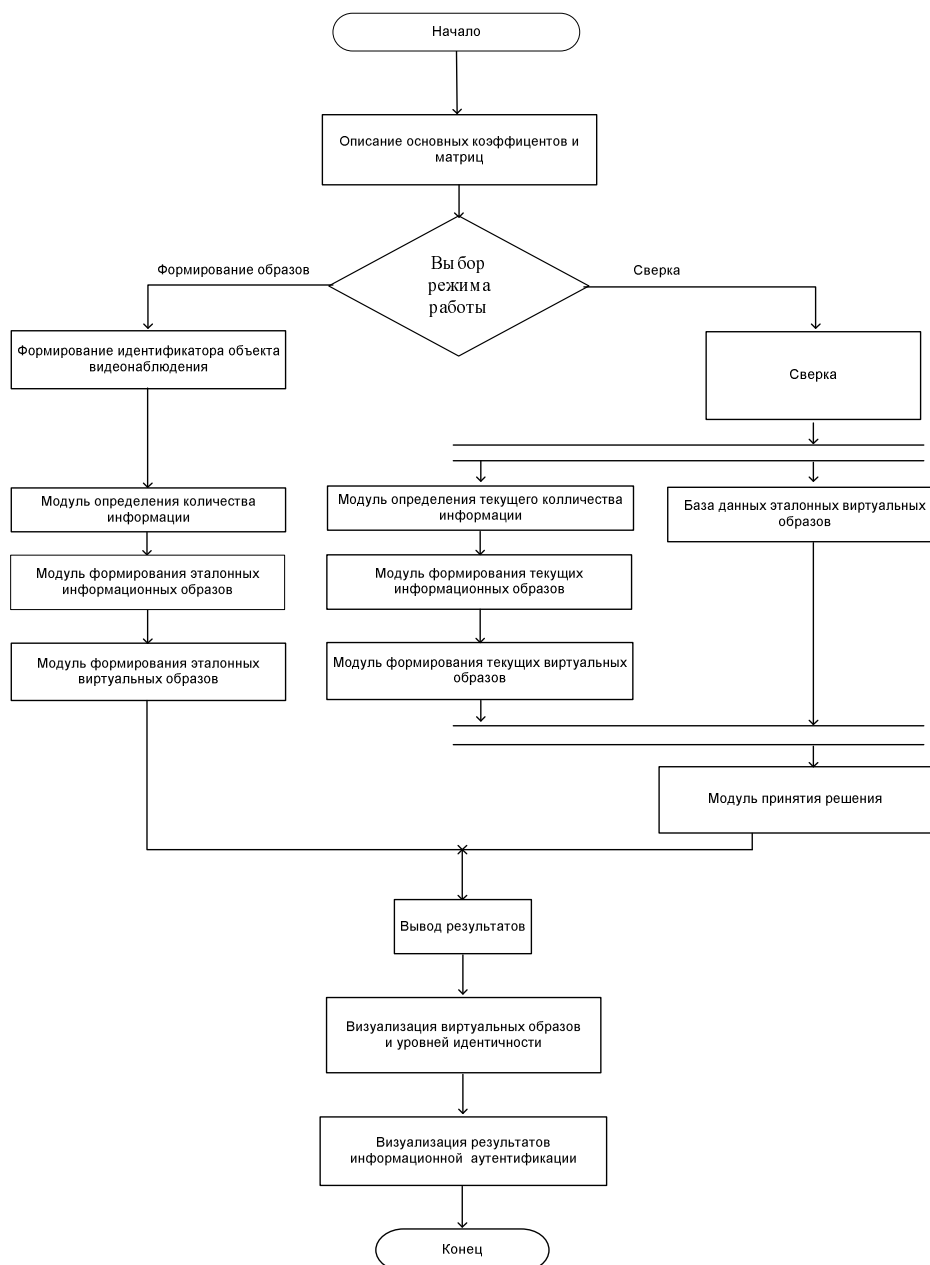 Начало
Описание основных коэффицентов и
матриц
Выбор
режима
работы
Формирование образов
Сверка
Формирование идентификатора объекта
видеонаблюдения
Сверка
Модуль определения количества
информации
Модуль определения текущего колличества
информации
База данных эталонных виртуальных
образов
Модуль формирования эталонных
информационных образов
Модуль формирования текущих
информационных образов
Модуль формирования эталонных
виртуальных образов
Модуль формирования текущих виртуальных
образов
Модуль принятия решения
Вывод результатов
Визуализация виртуальных образов
и уровней идентичности
Визуализация результатов
информационной аутентификации
Конец